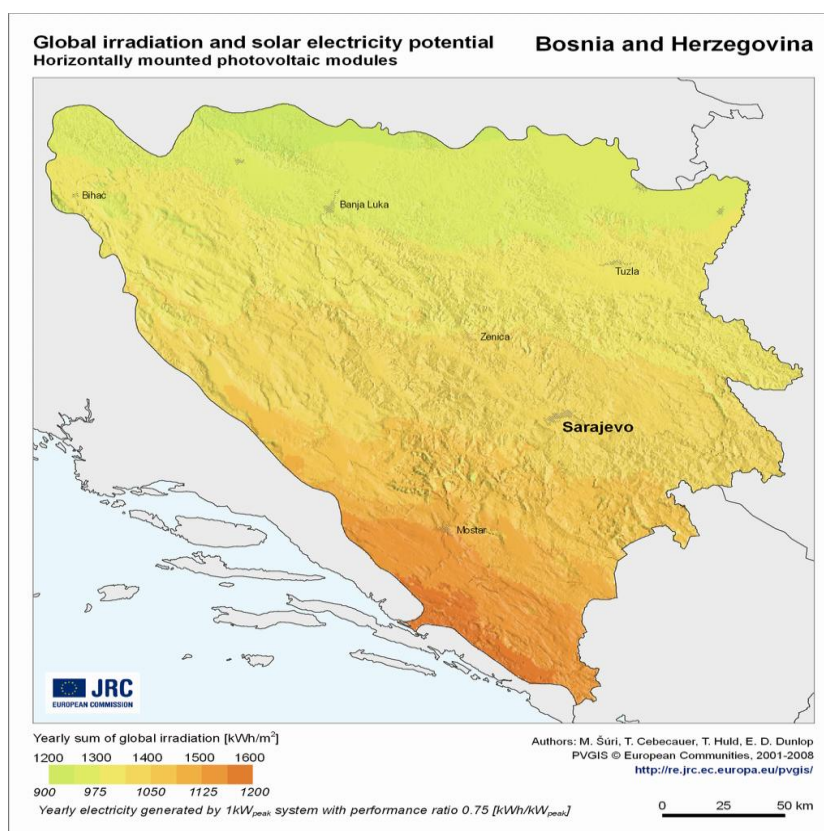 Global irradiation and solar electricity potential
Horizontally mounted photovoltaic modules
Bosnia and Herzegovina
Bihać
Banja Luka
Tuzla
Zenica
Sarajevo
Mostar
JRC
EUROPEAN COMMISSION
Yearly sum of global irradiation [kWh/m²]
1200 1300 1400 1500 1600
900 975 1050 1125 1200
Yearly electricity generated by 1kWpeak system with performance ratio 0.75 [kWh/kWpeak]
Authors: M. Šúri, T. Cebecauer, T. Huld, E. D. Dunlop
PVGIS © European Communities, 2001-2008
http://re.jrc.ec.europa.eu/pvgis/
0 25 50 km